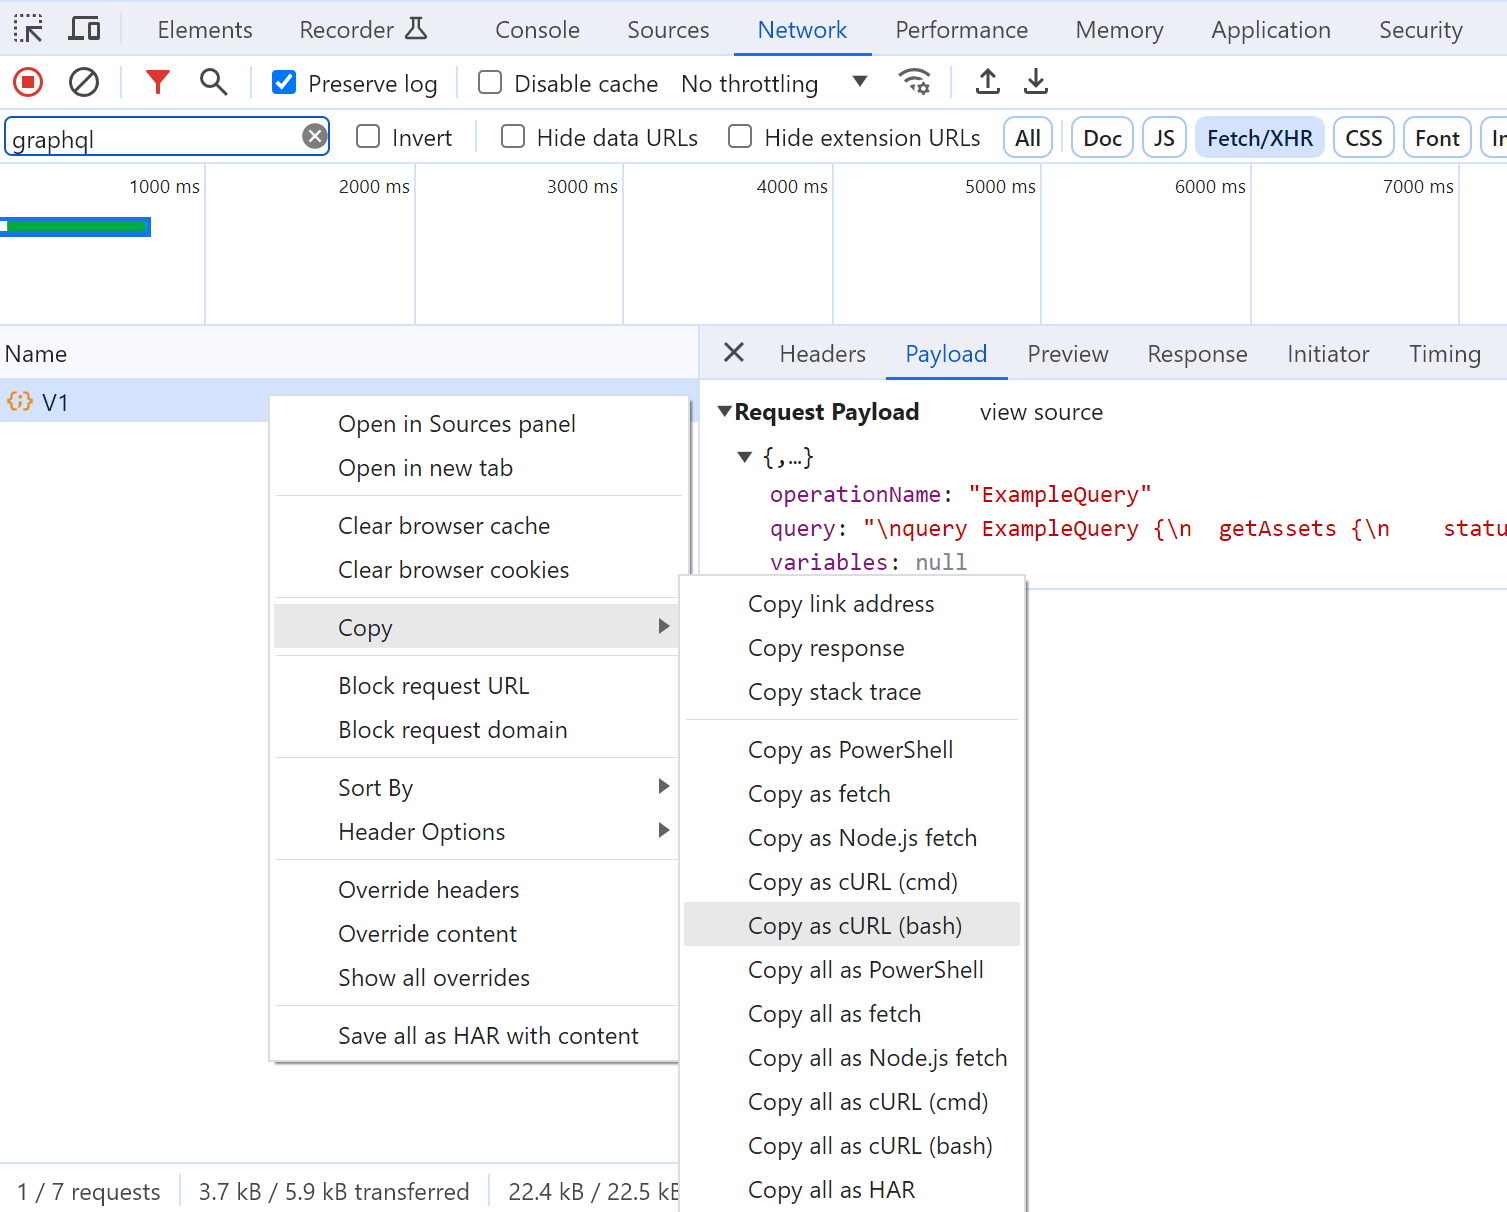 Elements Recorder Console Sources Network Performance Memory Application Security
Preserve log Disable cache No throttling
graphql Invert Hide data URLs Hide extension URLs All Doc JS Fetch/XHR CSS Font
1000 ms 2000 ms 3000 ms 4000 ms 5000 ms 6000 ms 7000 ms
Name
V1
Headers Payload Preview Response Initiator Timing
Request Payload view source
{,…}
operationName: "ExampleQuery"
query: "\nquery ExampleQuery {\n  getAssets {\n    statu
variables: null
Open in Sources panel
Open in new tab
Clear browser cache
Clear browser cookies
Copy
Block request URL
Block request domain
Sort By
Header Options
Override headers
Override content
Show all overrides
Save all as HAR with content
Copy link address
Copy response
Copy stack trace
Copy as PowerShell
Copy as fetch
Copy as Node.js fetch
Copy as cURL (cmd)
Copy as cURL (bash)
Copy all as PowerShell
Copy all as fetch
Copy all as Node.js fetch
Copy all as cURL (cmd)
Copy all as cURL (bash)
Copy all as HAR
1 / 7 requests 3.7 kB / 5.9 kB transferred 22.4 kB / 22.5 kB